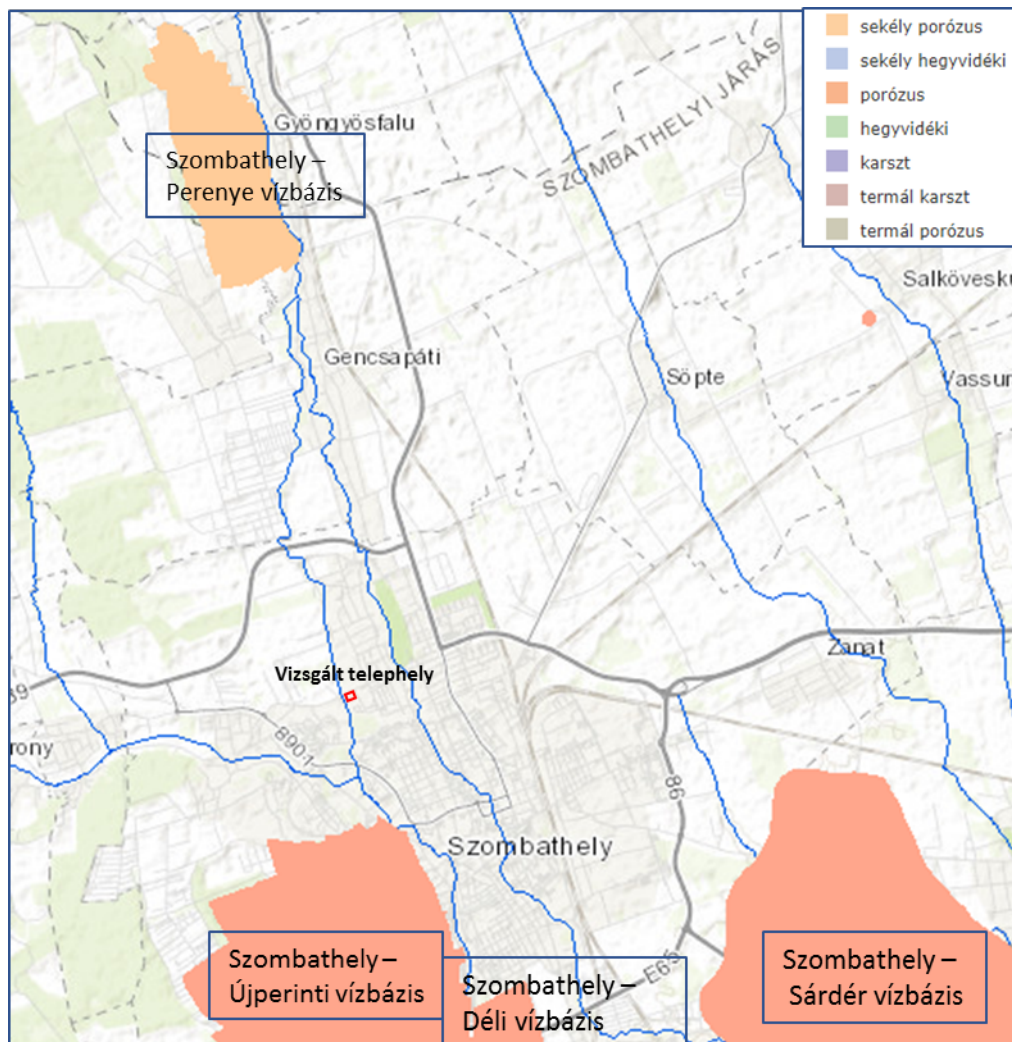 sekély porózus
sekély hegyvidéki
porózus
hegyvidéki
karszt
termál karszt
termál porózus
Gyöngyösfalu
SZOMBATHELYI JÁRÁS
Szombathely –
Perenye vízbázis
Salkövesku
Gencsapáti
Söpte
Vassur
Zanat
Vizsgált telephely
89
rony
8901
86
Szombathely
E65
Szombathely –
Újperinti vízbázis
Szombathely –
Déli vízbázis
Szombathely –
Sárdér vízbázis